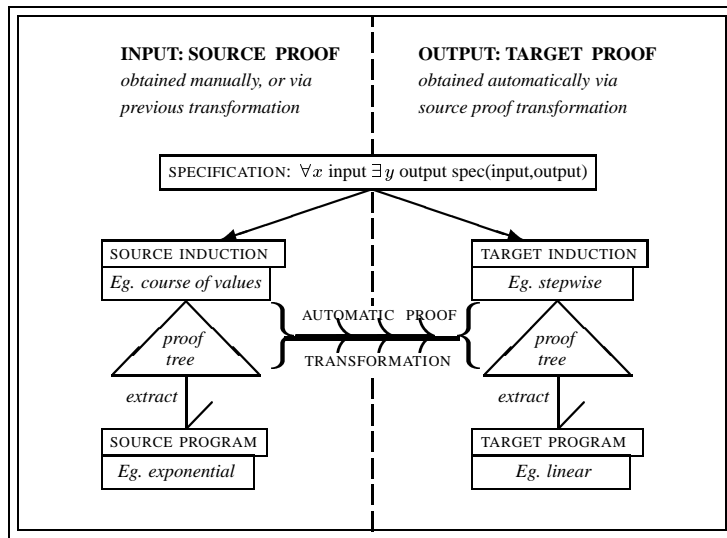 INPUT: SOURCE PROOF
obtained manually, or via
previous transformation
OUTPUT: TARGET PROOF
obtained automatically via
source proof transformation
SPECIFICATION: ∀x input ∃y output spec(input,output)
SOURCE INDUCTION
Eg. course of values
TARGET INDUCTION
Eg. stepwise
AUTOMATIC PROOF
TRANSFORMATION
proof
tree
proof
tree
extract
extract
SOURCE PROGRAM
Eg. exponential
TARGET PROGRAM
Eg. linear